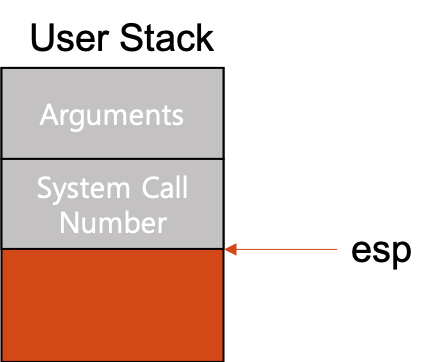 User Stack
Arguments
System Call
Number
esp